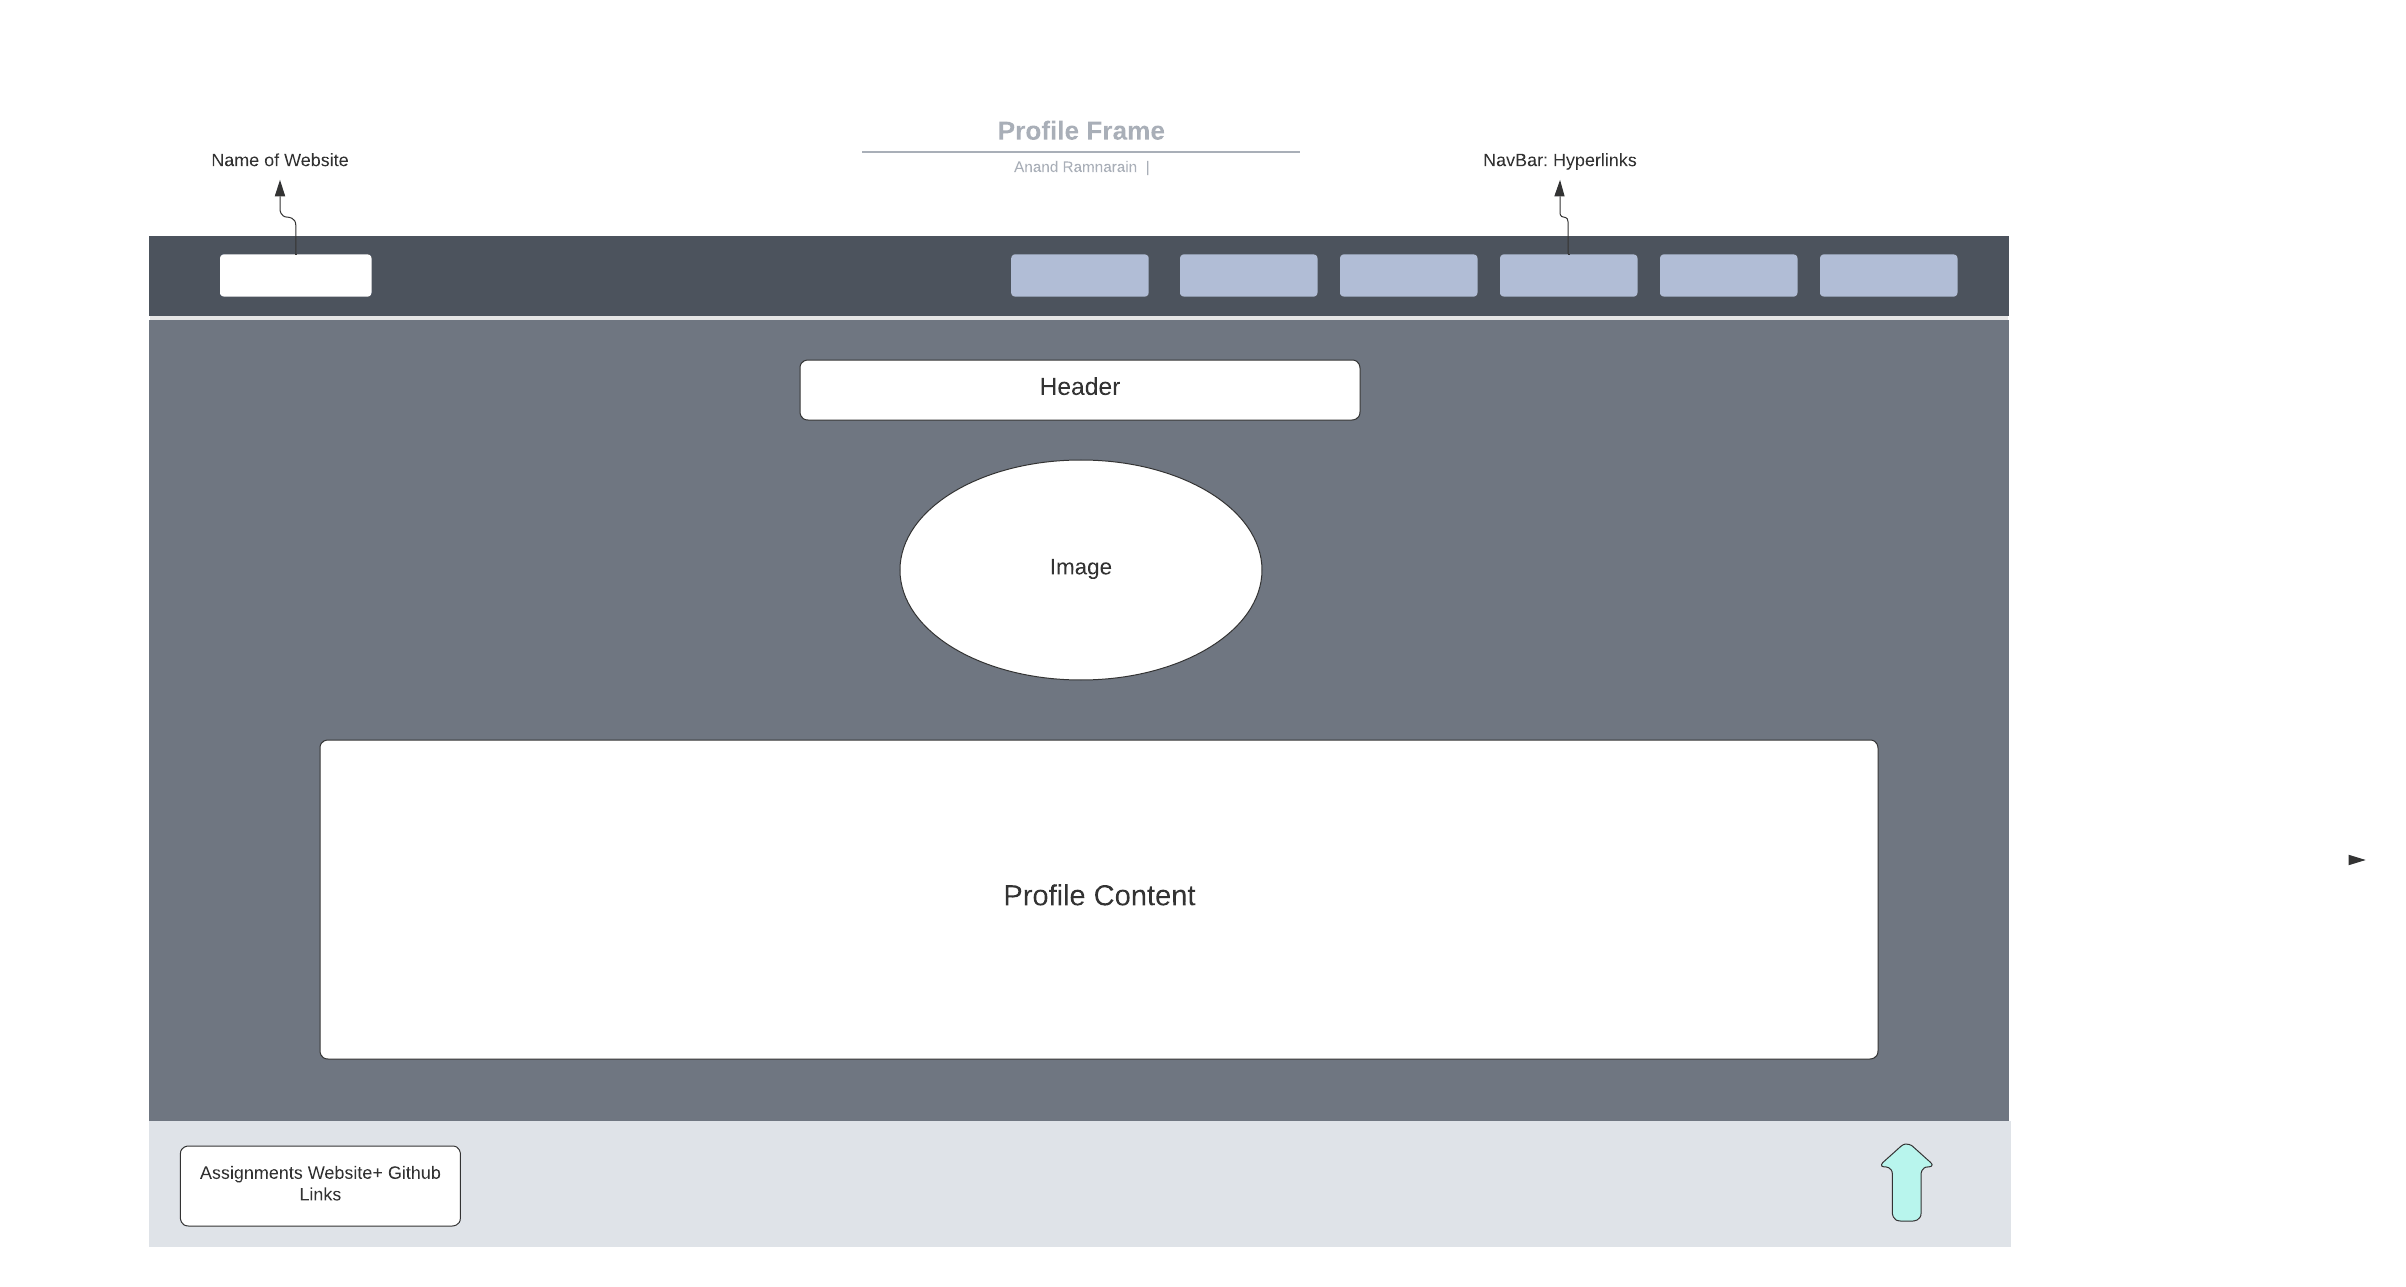 Profile Frame
Anand Ramnarain |
Name of Website
NavBar: Hyperlinks
Header
Image
Profile Content
Assignments Website+ Github
Links